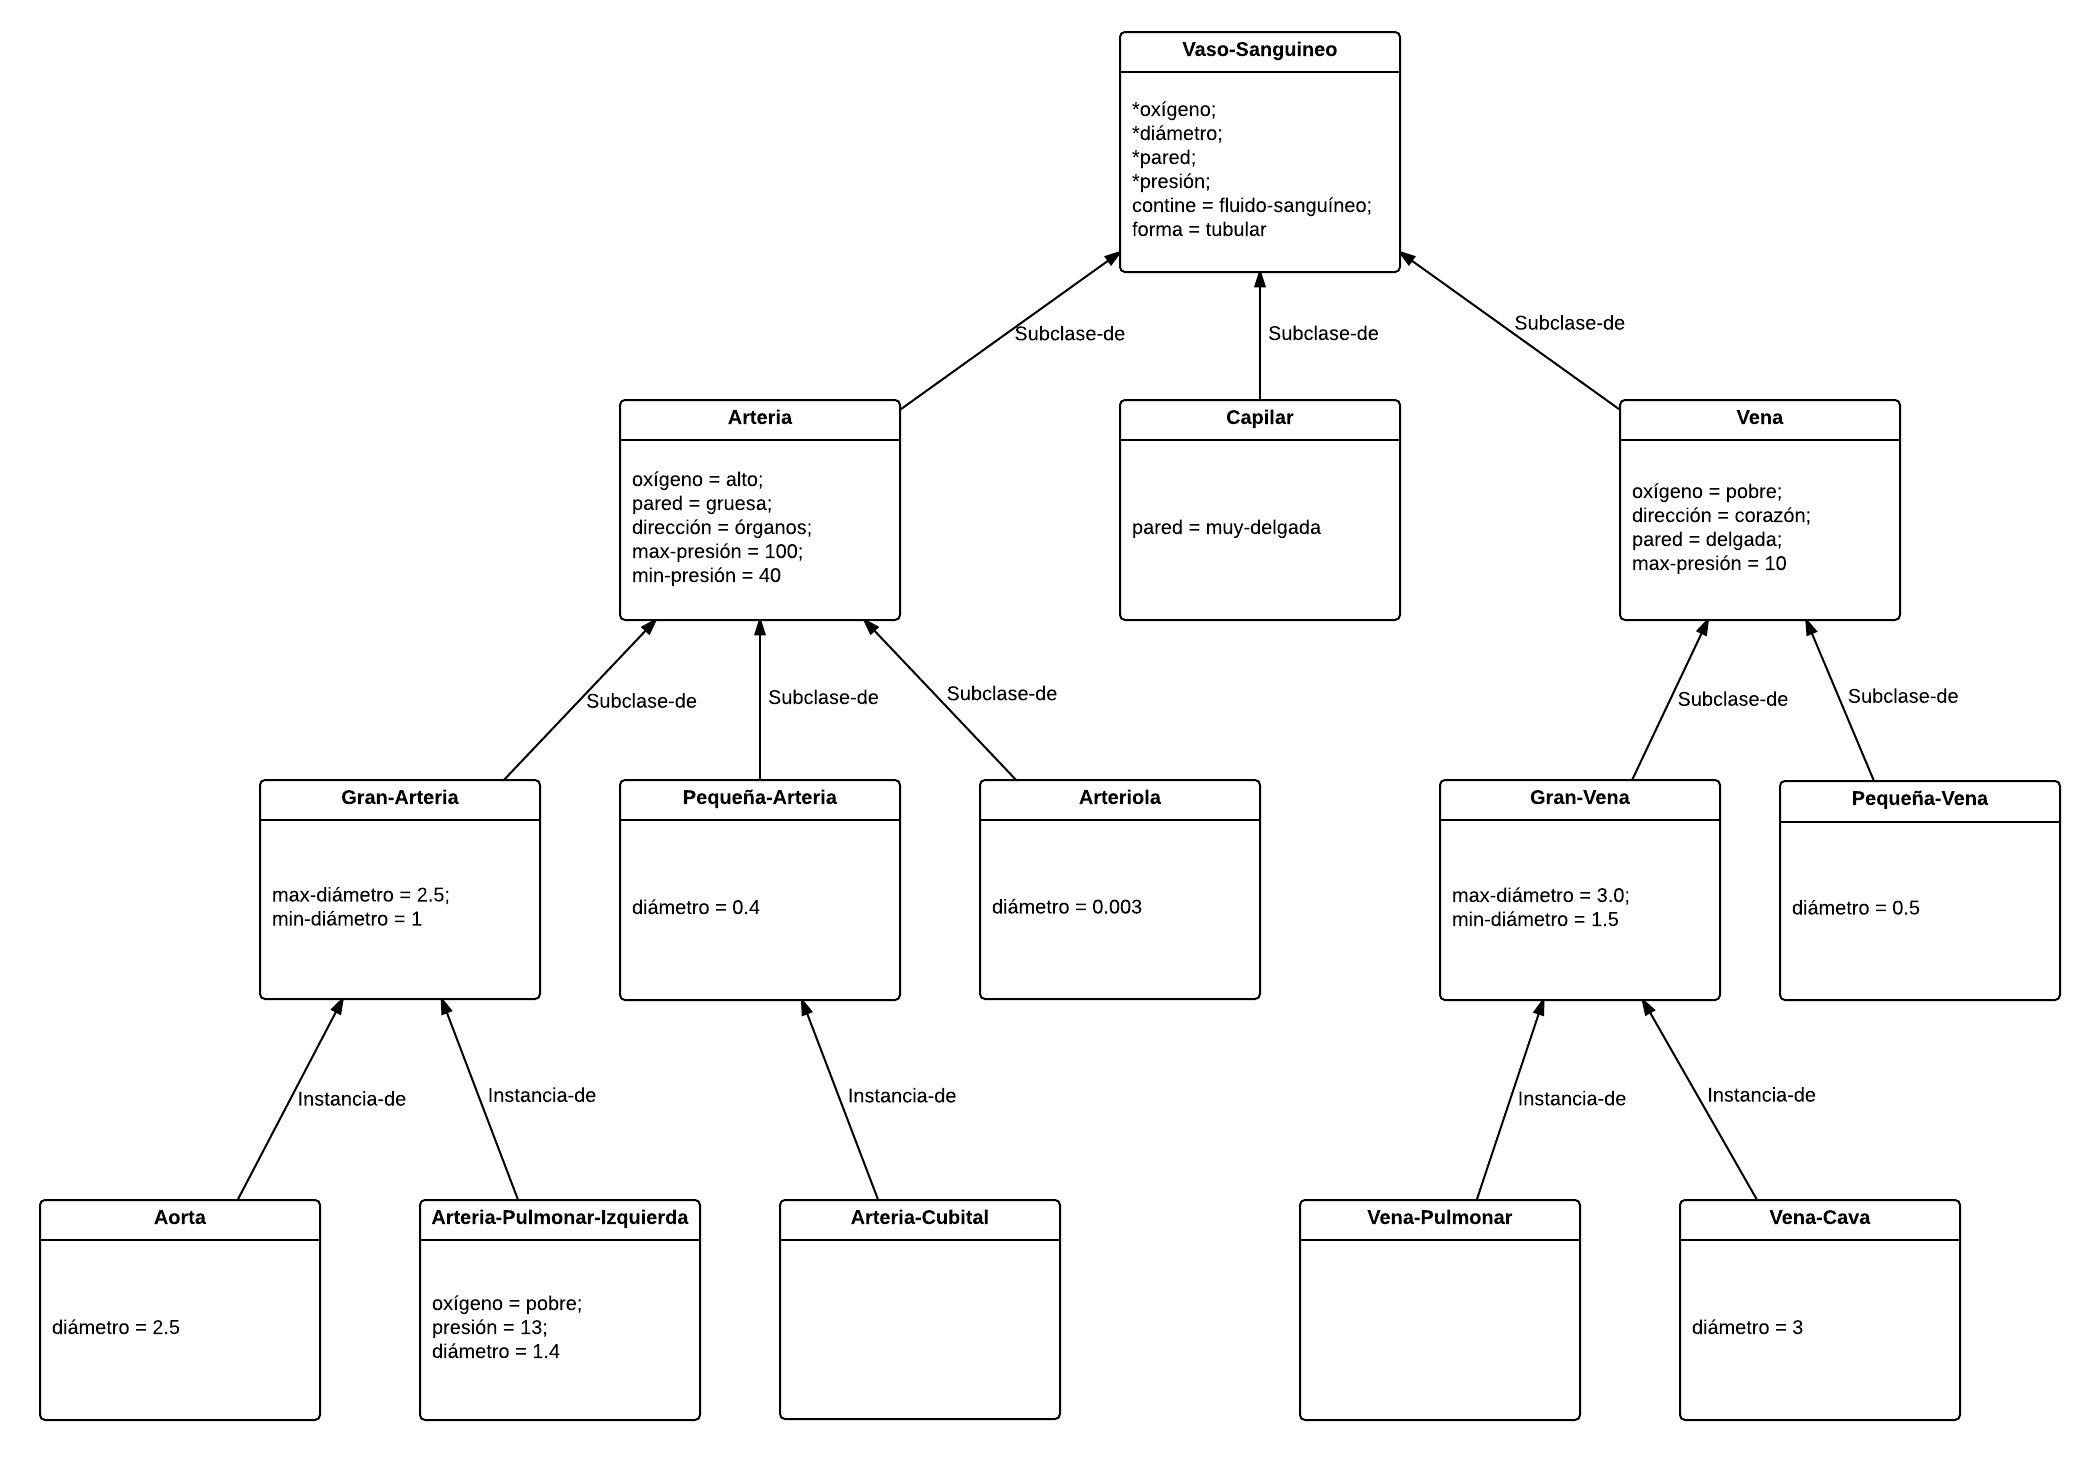 Vaso-Sanguineo
*oxígeno;
*diámetro;
*pared;
*presión;
contine = fluido-sanguíneo;
forma = tubular
Subclase-de
Subclase-de
Subclase-de
Arteria
oxígeno = alto;
pared = gruesa;
dirección = órganos;
max-presión = 100;
min-presión = 40
Capilar
pared = muy-delgada
Vena
oxígeno = pobre;
dirección = corazón;
pared = delgada;
max-presión = 10
Subclase-de
Subclase-de
Subclase-de
Subclase-de
Subclase-de
Gran-Arteria
max-diámetro = 2.5;
min-diámetro = 1
Pequeña-Arteria
diámetro = 0.4
Arteriola
diámetro = 0.003
Gran-Vena
max-diámetro = 3.0;
min-diámetro = 1.5
Pequeña-Vena
diámetro = 0.5
Instancia-de
Instancia-de
Instancia-de
Instancia-de
Instancia-de
Aorta
diámetro = 2.5
Arteria-Pulmonar-Izquierda
oxígeno = pobre;
presión = 13;
diámetro = 1.4
Arteria-Cubital
Vena-Pulmonar
Vena-Cava
diámetro = 3